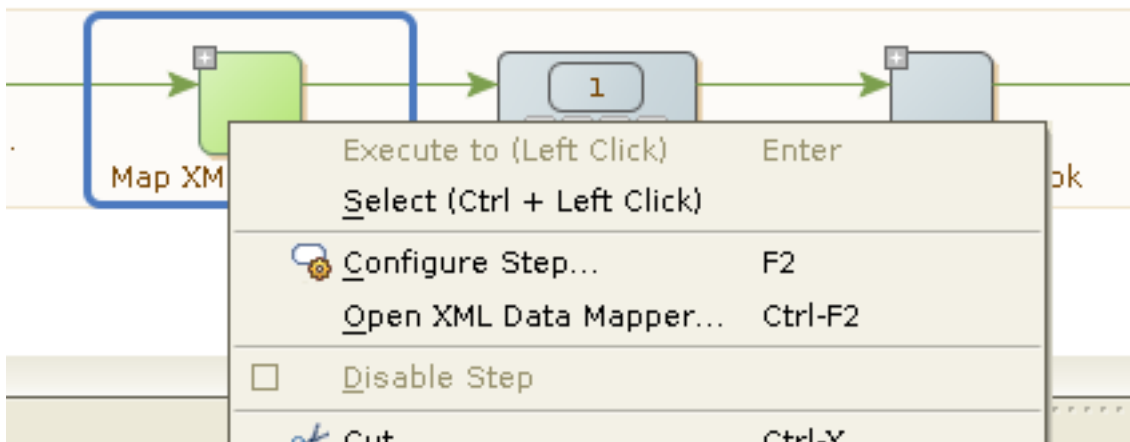 1
Map XM
ok
Execute to (Left Click) Enter
Select (Ctrl + Left Click)
Configure Step... F2
Open XML Data Mapper... Ctrl-F2
Disable Step
Cut Ctrl-X